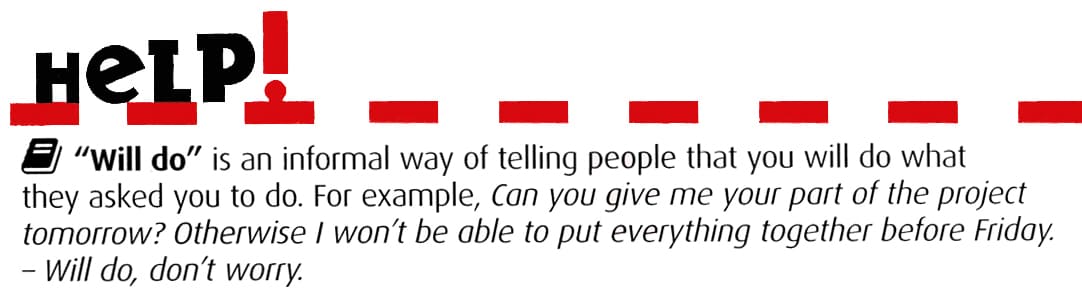 HeLP!
“Will do” is an informal way of telling people that you will do what
they asked you to do. For example, Can you give me your part of the project
tomorrow? Otherwise I won’t be able to put everything together before Friday.
– Will do, don’t worry.